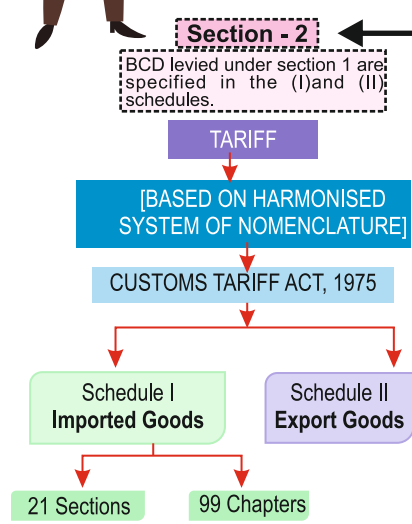 Section - 2
BCD levied under section 1 are
specified in the (I)and (II)
schedules.
TARIFF
[BASED ON HARMONISED
SYSTEM OF NOMENCLATURE]
CUSTOMS TARIFF ACT, 1975
Schedule I
Imported Goods
Schedule II
Export Goods
21 Sections
99 Chapters